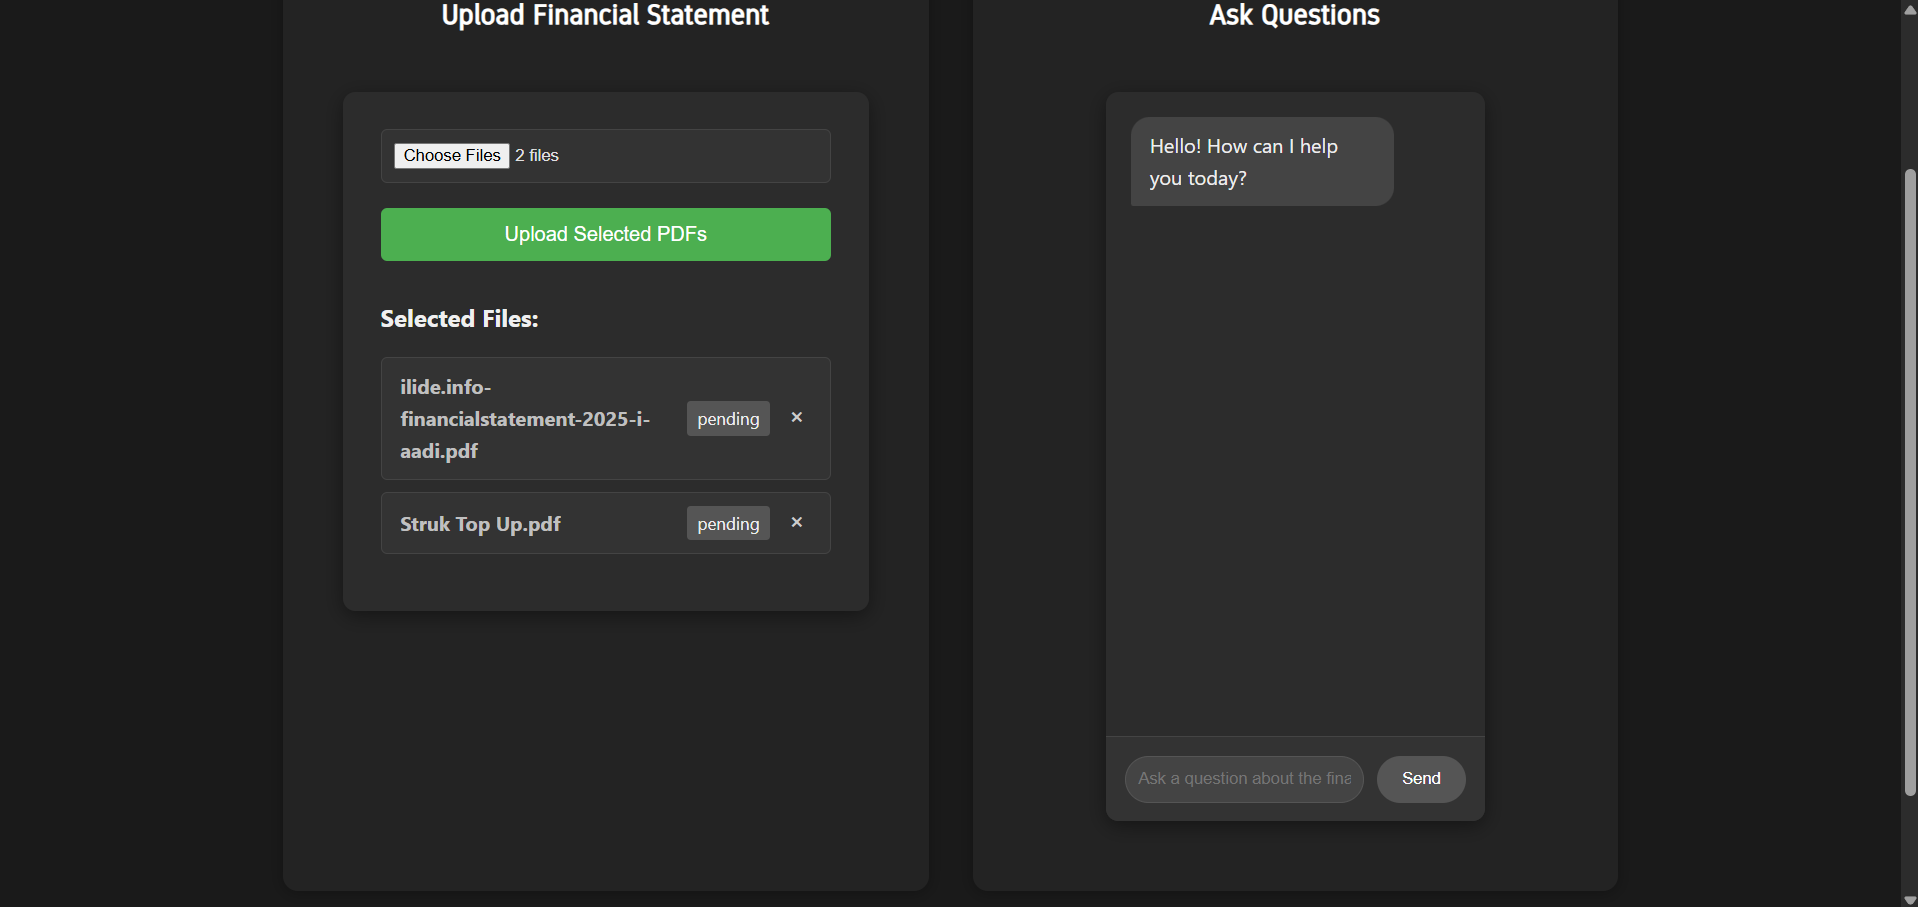 Upload Financial Statement
Choose Files 2 files
Upload Selected PDFs
Selected Files:
ilide.info-
financialstatement-2025-i-
aadi.pdf
pending ×
Struk Top Up.pdf
pending ×
Ask Questions
Hello! How can I help
you today?
Ask a question about the fina
Send